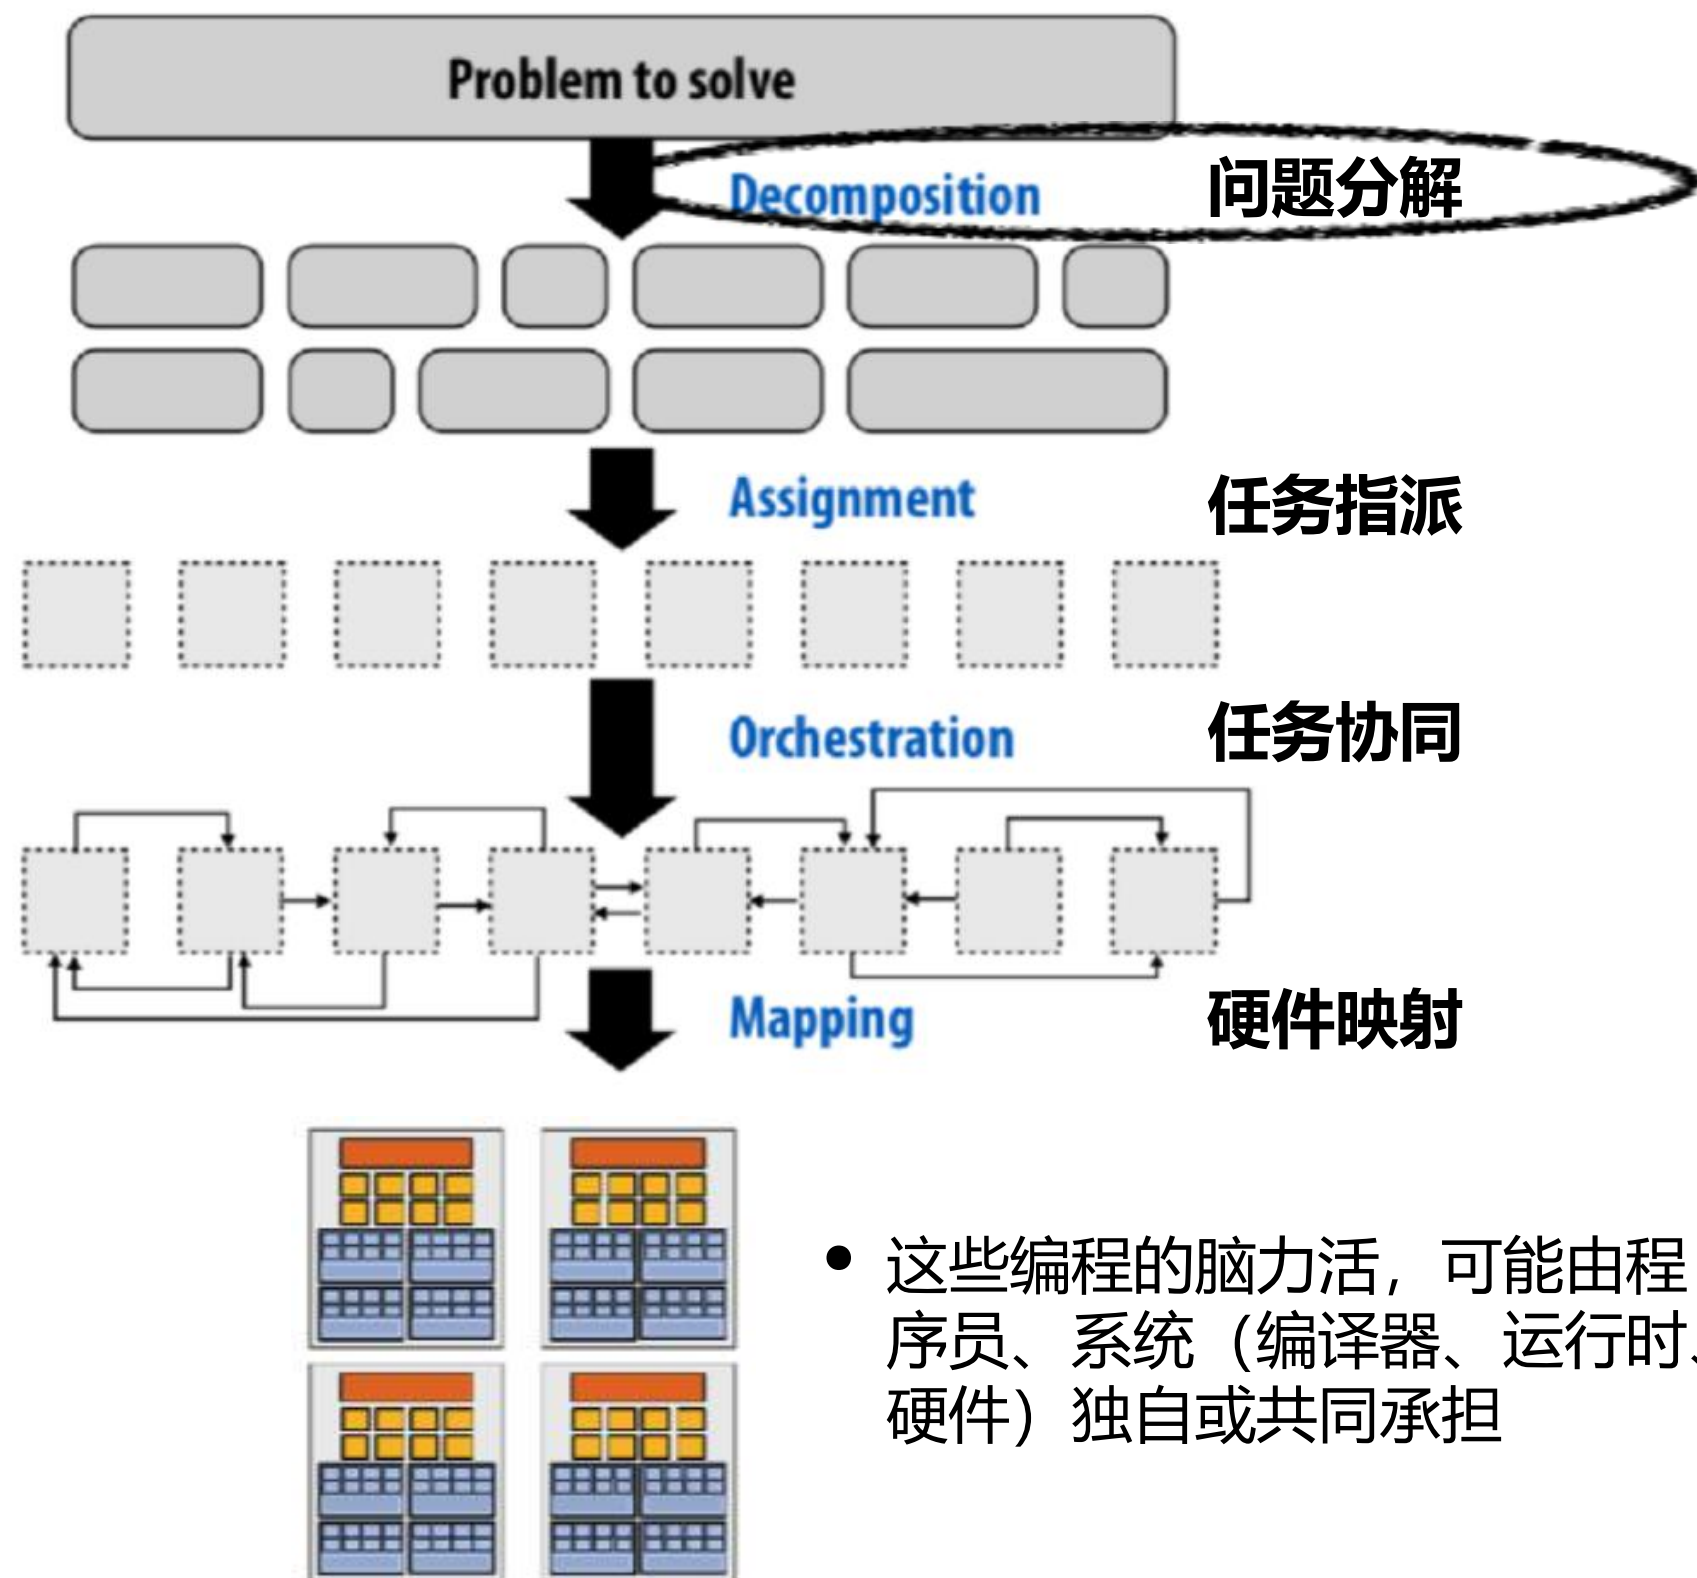 Problem to solve
Decomposition 问题分解
Assignment 任务指派
Orchestration 任务协同
Mapping 硬件映射
• 这些编程的脑力活，可能由程
序员、系统（编译器、运行时、
硬件）独自或共同承担